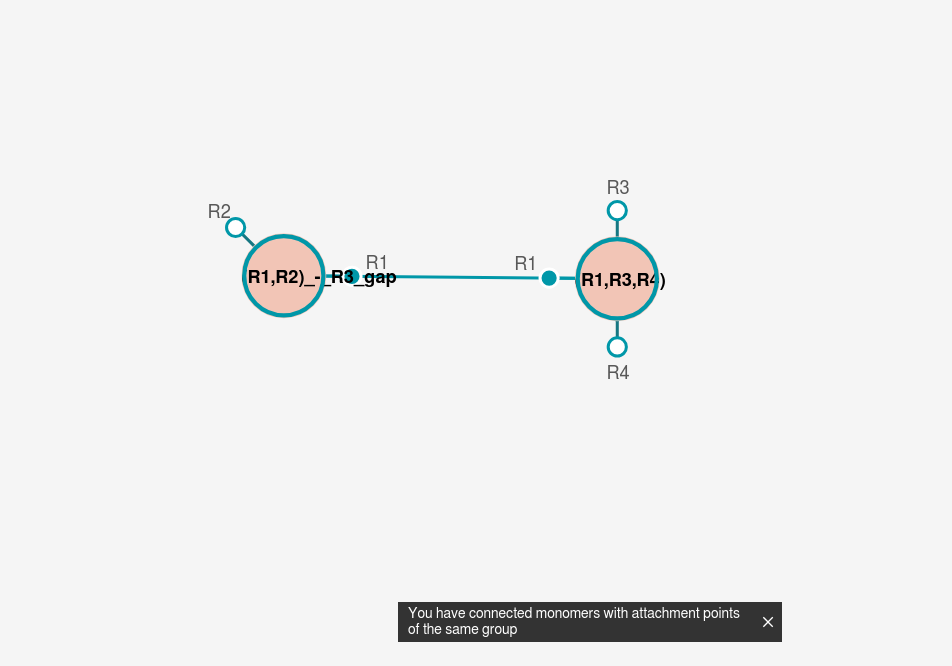 R3
R2
R1
R1
R1,R2)_-_R3_gap
R1,R3,R4)
R4
You have connected monomers with attachment points
of the same group